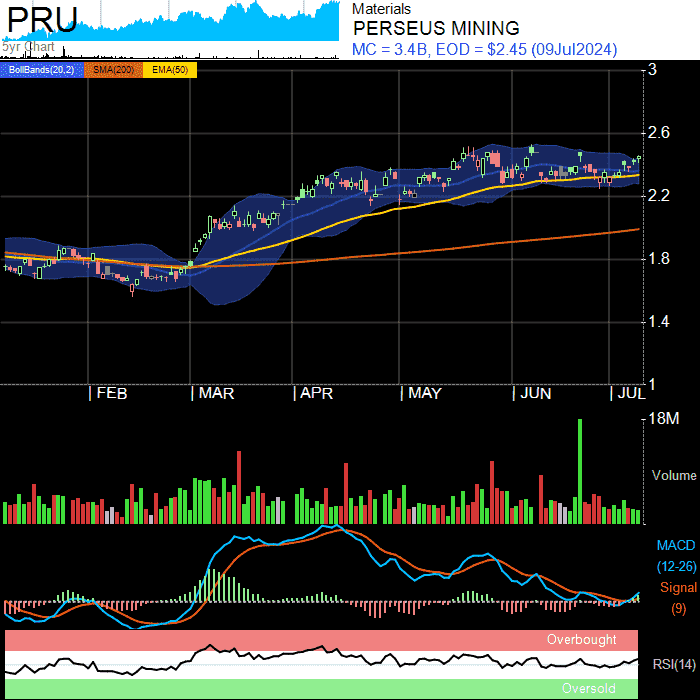 PRU
5yr Chart
Materials
PERSEUS MINING
MC = 3.4B, EOD = $2.45 (09Jul2024)
BollBands(20,2) SMA(200) EMA(50)
3
2.6
2.2
1.8
1.4
1
FEB MAR APR MAY JUN JUL
18M
Volume
MACD
(12-26)
Signal
(9)
Overbought
RSI(14)
Oversold